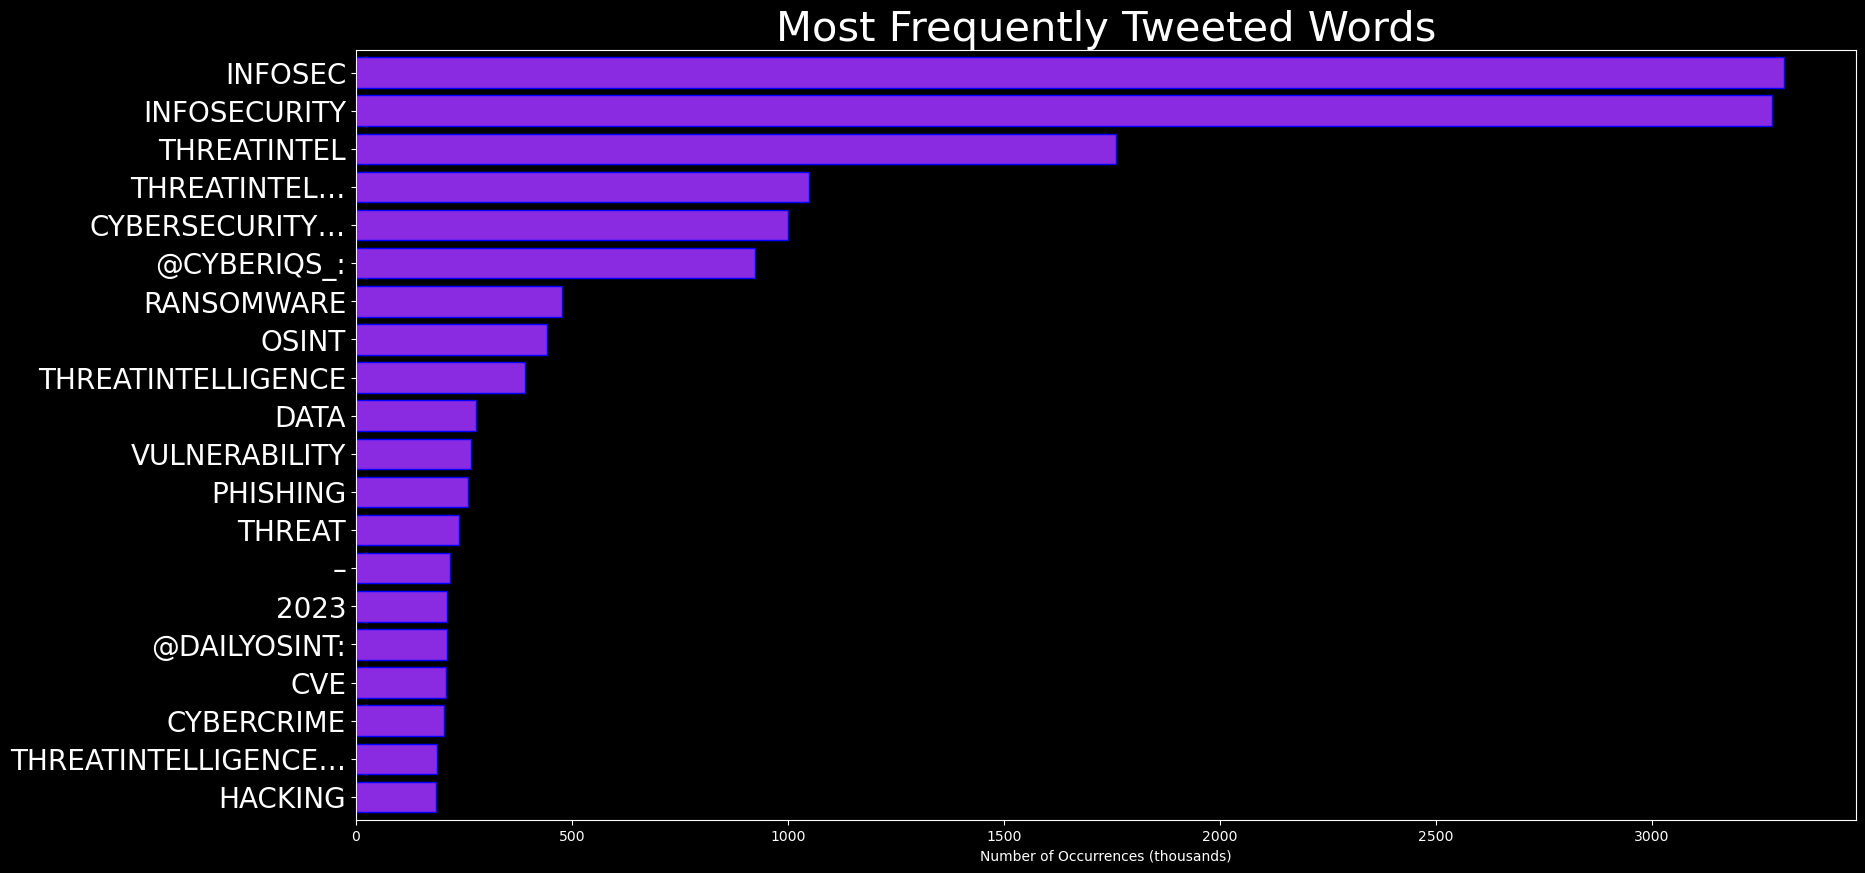 Most Frequently Tweeted Words
INFOSEC
INFOSECURITY
THREATINTEL
THREATINTEL…
CYBERSECURITY…
@CYBERIQS_:
RANSOMWARE
OSINT
THREATINTELLIGENCE
DATA
VULNERABILITY
PHISHING
THREAT
–
2023
@DAILYOSINT:
CVE
CYBERCRIME
THREATINTELLIGENCE…
HACKING
0 500 1000 1500 2000 2500 3000
Number of Occurrences (thousands)